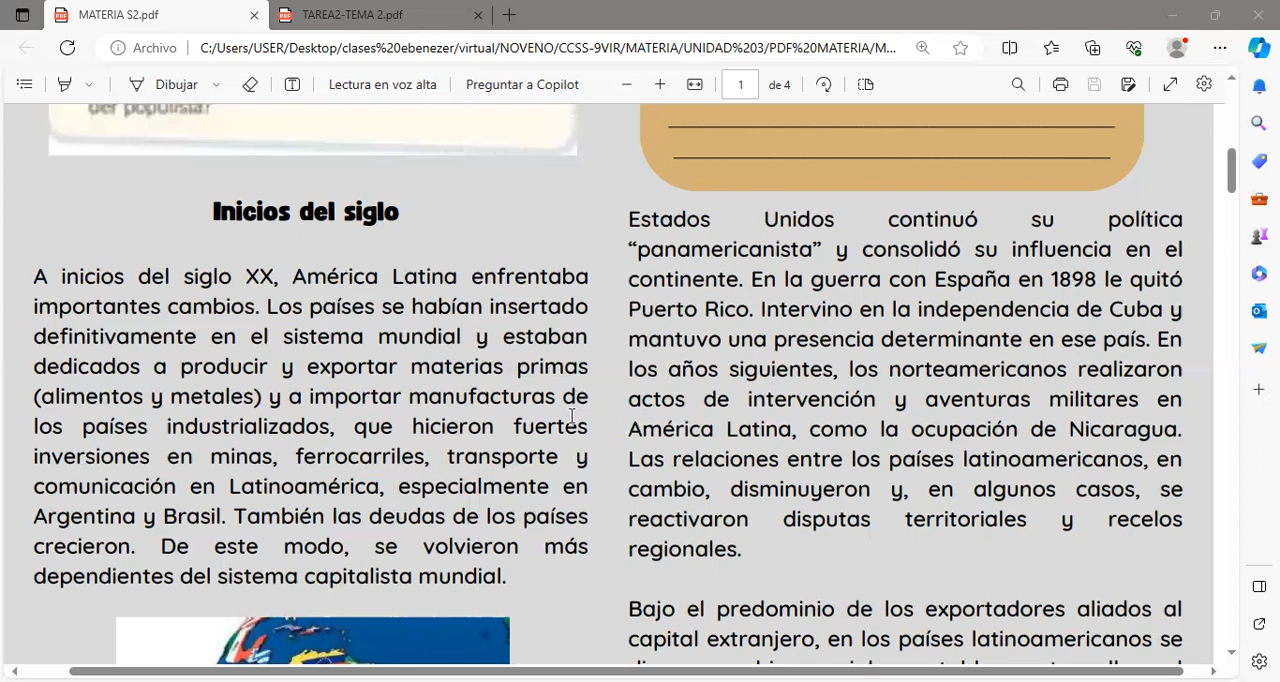 MATERIA S2.pdf
TAREA2-TEMA 2.pdf
Archivo
C:/Users/USER/Desktop/clases%20ebenezer/virtual/NOVENO/CCSS-9VIR/MATERIA/UNIDAD%203/PDF%20MATERIA/M...
Dibujar
Lectura en voz alta
Preguntar a Copilot
1
de 4
der populista?
Inicios del siglo
A inicios del siglo XX, América Latina enfrentaba
importantes cambios. Los países se habían insertado
definitivamente en el sistema mundial y estaban
dedicados a producir y exportar materias primas
(alimentos y metales) y a importar manufacturas de
los países industrializados, que hicieron fuertes
inversiones en minas, ferrocarriles, transporte y
comunicación en Latinoamérica, especialmente en
Argentina y Brasil. También las deudas de los países
crecieron. De este modo, se volvieron más
dependientes del sistema capitalista mundial.
Estados Unidos continuó su política
“panamericanista” y consolidó su influencia en el
continente. En la guerra con España en 1898 le quitó
Puerto Rico. Intervino en la independencia de Cuba y
mantuvo una presencia determinante en ese país. En
los años siguientes, los norteamericanos realizaron
actos de intervención y aventuras militares en
América Latina, como la ocupación de Nicaragua.
Las relaciones entre los países latinoamericanos, en
cambio, disminuyeron y, en algunos casos, se
reactivaron disputas territoriales y recelos
regionales.
Bajo el predominio de los exportadores aliados al
capital extranjero, en los países latinoamericanos se